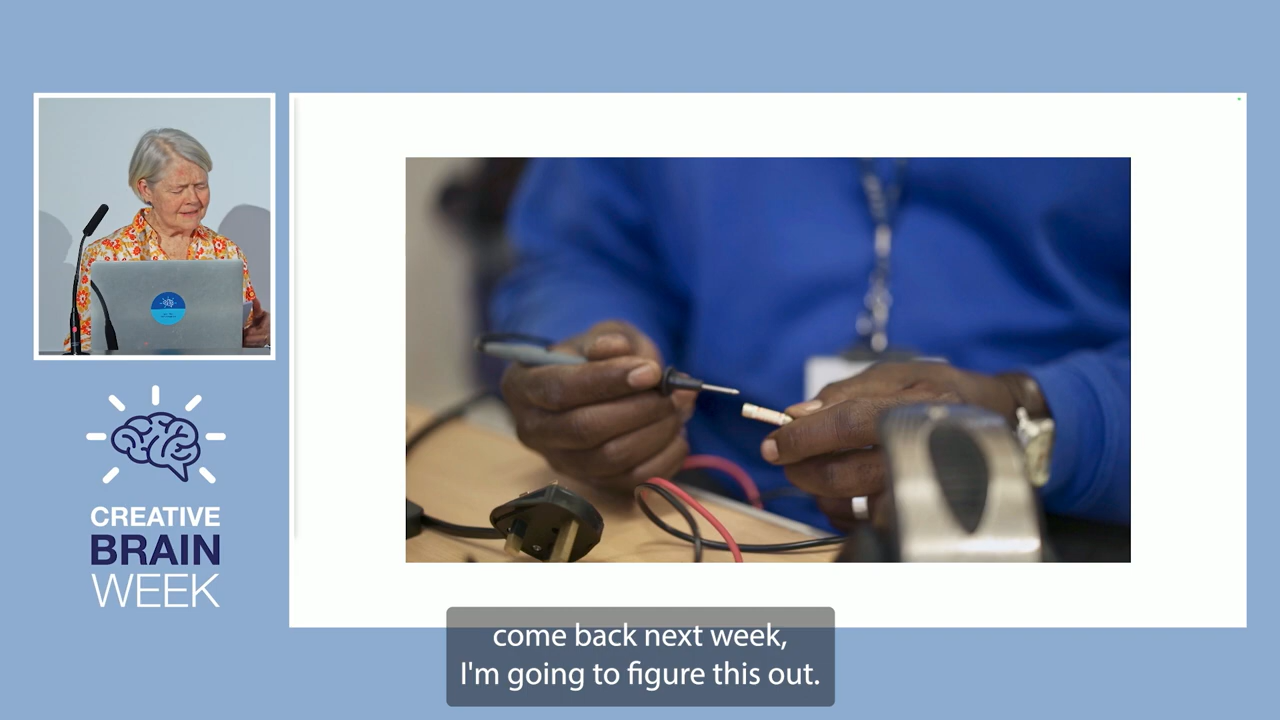 CREATIVE
BRAIN
WEEK
come back next week,
I'm going to figure this out.